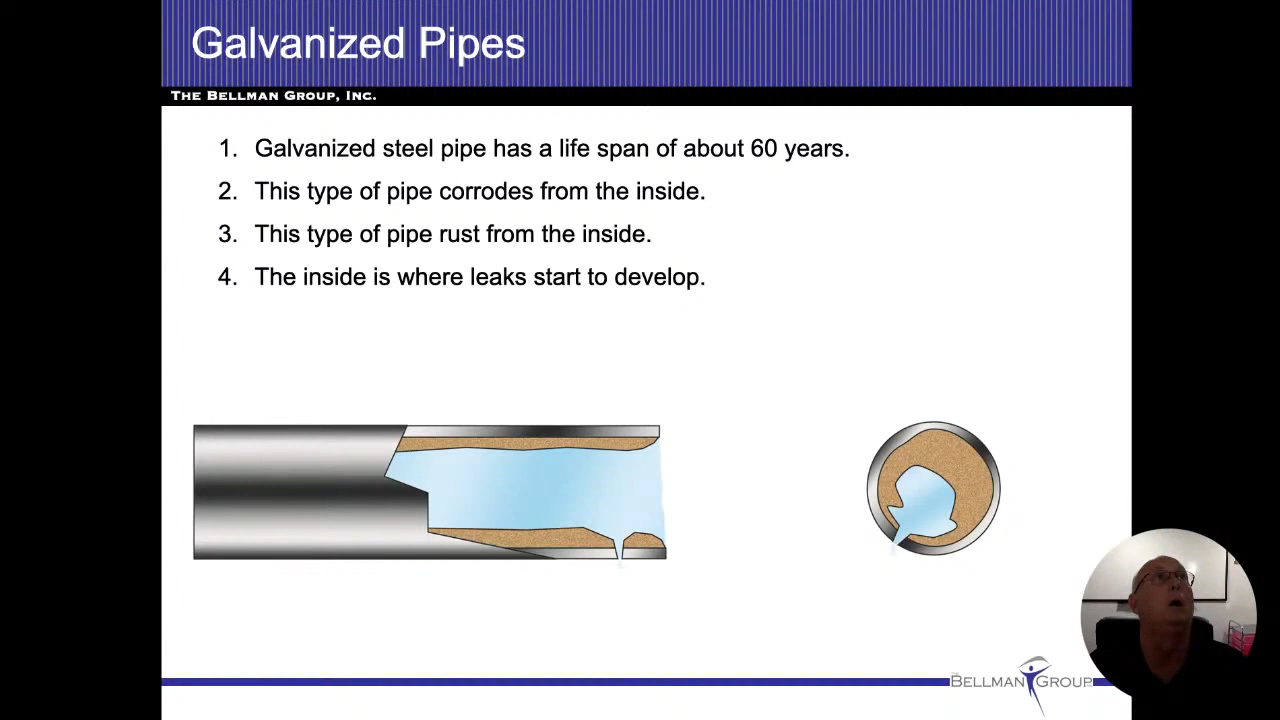 Galvanized Pipes
THE BELLMAN GROUP, INC.
1. Galvanized steel pipe has a life span of about 60 years.
2. This type of pipe corrodes from the inside.
3. This type of pipe rust from the inside.
4. The inside is where leaks start to develop.
BELLMAN GROUP